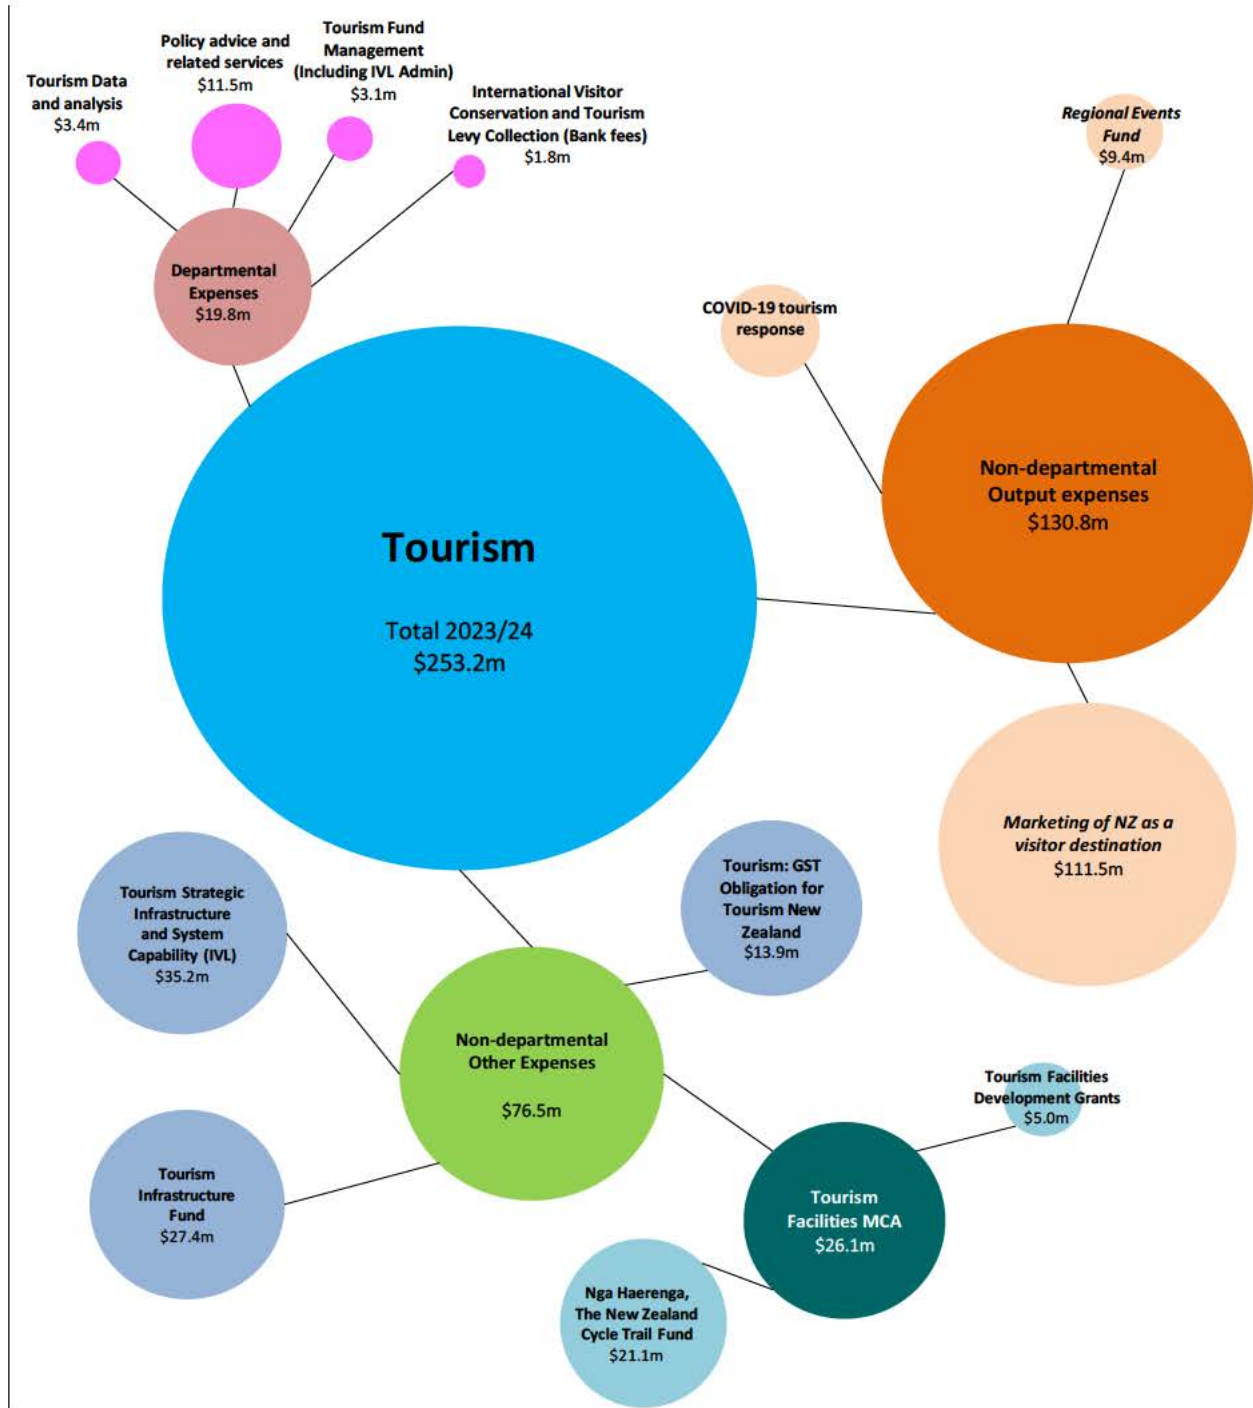 Tourism Data
and analysis
$3.4m
Policy advice and
related services
$11.5m
Tourism Fund
Management
(Including IVL Admin)
$3.1m
International Visitor
Conservation and Tourism
Levy Collection (Bank fees)
$1.8m
Regional Events
Fund
$9.4m
Departmental
Expenses
$19.8m
COVID-19 tourism
response
Non-departmental
Output expenses
$130.8m
Tourism
Total 2023/24
$253.2m
Marketing of NZ as a
visitor destination
$111.5m
Tourism Strategic
Infrastructure
and System
Capability (IVL)
$35.2m
Tourism: GST
Obligation for
Tourism New
Zealand
$13.9m
Non-departmental
Other Expenses
$76.5m
Tourism Facilities
Development Grants
$5.0m
Tourism
Infrastructure
Fund
$27.4m
Tourism
Facilities MCA
$26.1m
Nga Haerenga,
The New Zealand
Cycle Trail Fund
$21.1m